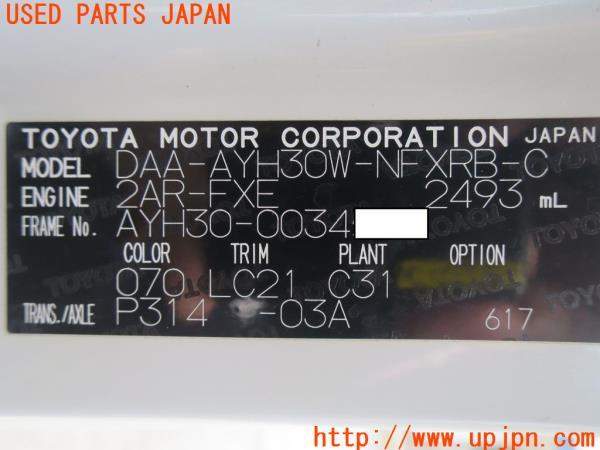 USED PARTS JAPAN
TOYOTA MOTOR CORPORATION JAPAN
MODEL DAA-AYH30W-NFXRB-C
ENGINE 2AR-FXE 2493 mL
FRAME No. AYH30-0034
COLOR TRIM PLANT OPTION
070 LC21 C31
TRANS./AXLE P314 -03A 617
http://www.upjpn.com/